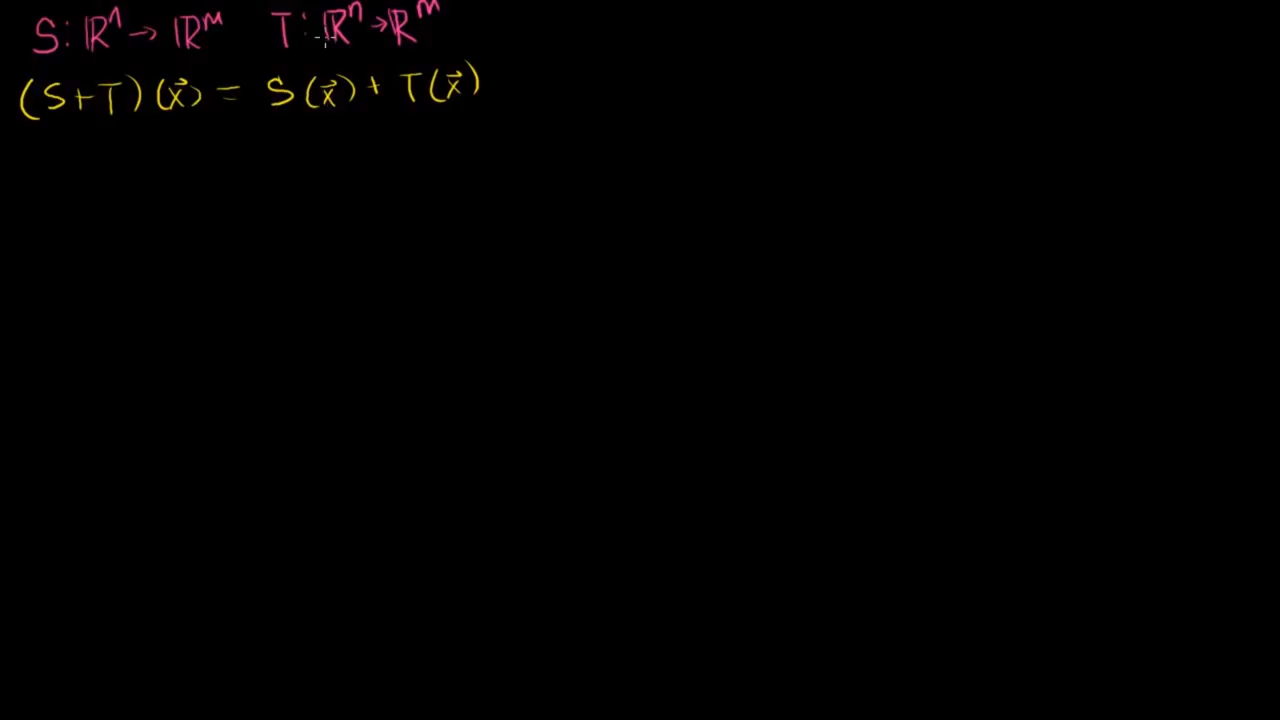 S: ℝⁿ → ℝᵐ T: ℝⁿ → ℝᵐ
(S+T)(x⃗) = S(x⃗) + T(x⃗)